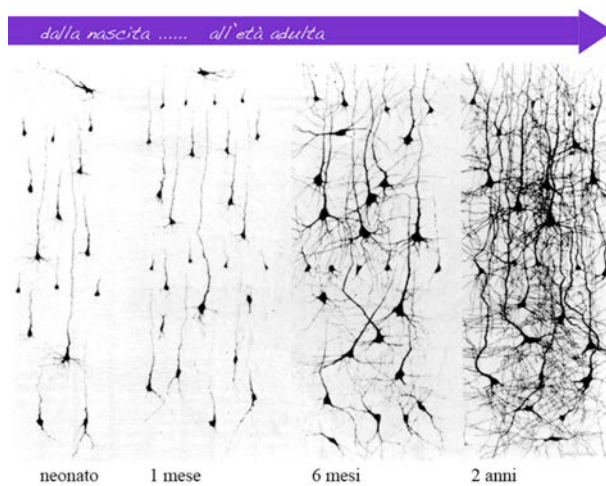 dalla nascita ...... all'età adulta
neonato 1 mese 6 mesi 2 anni